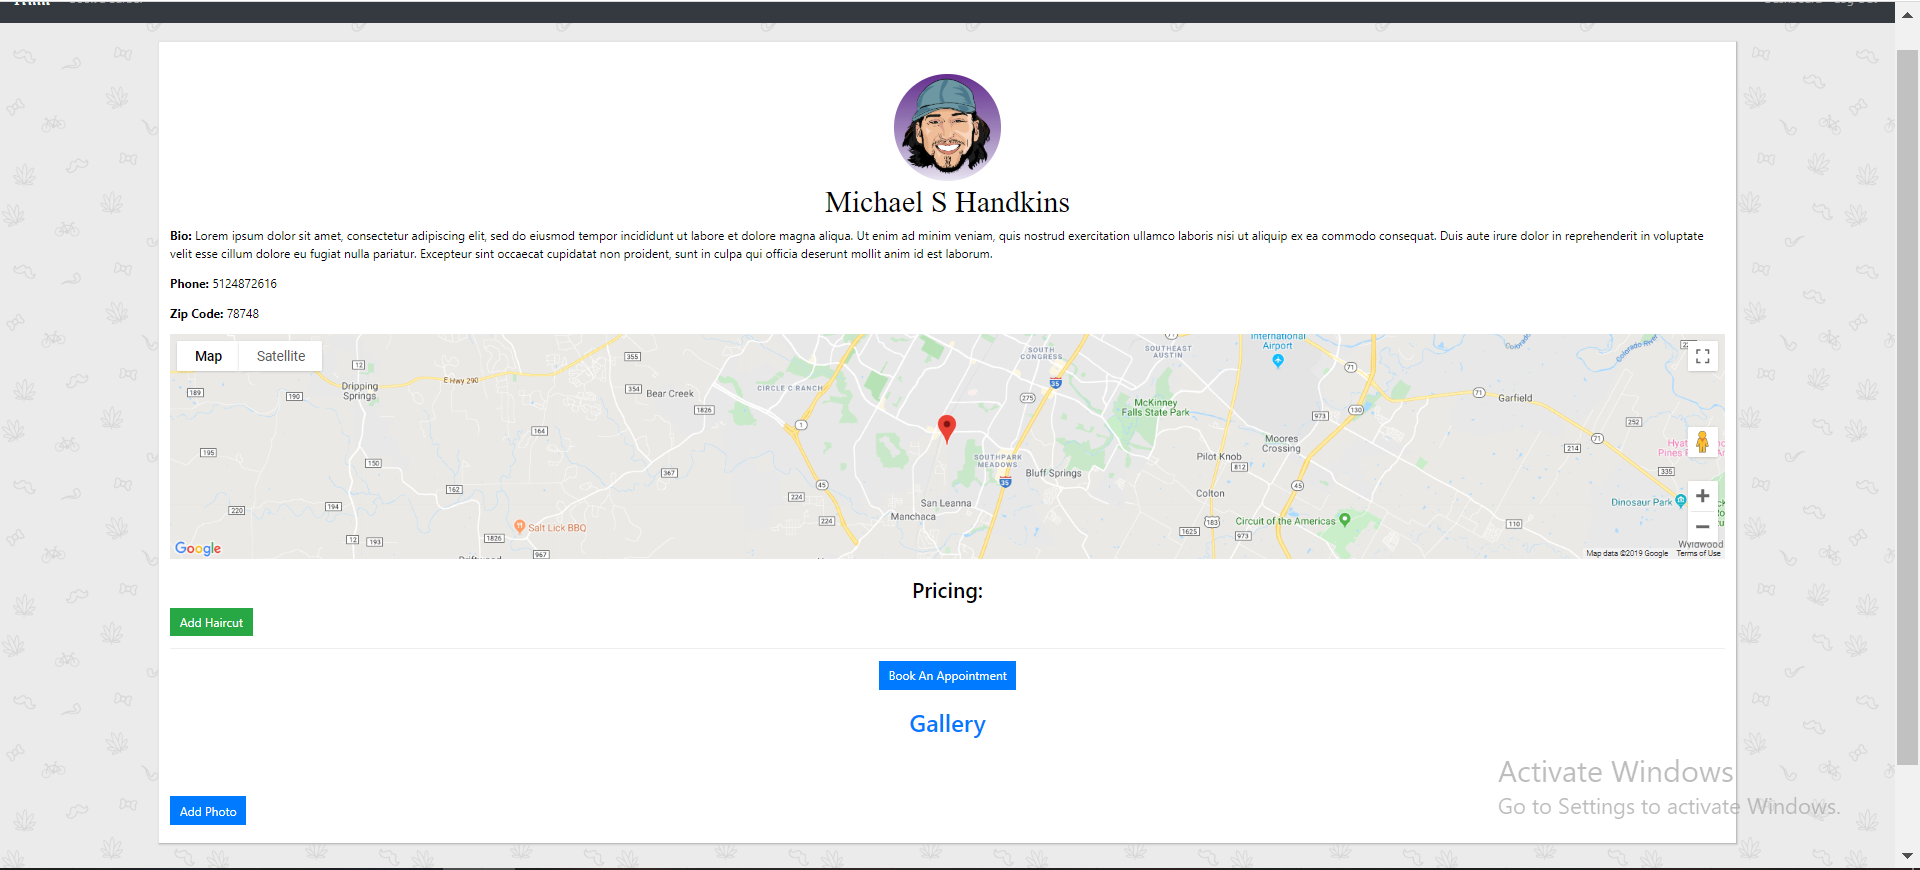 Michael S Handkins
Bio: Lorem ipsum dolor sit amet, consectetur adipiscing elit, sed do eiusmod tempor incididunt ut labore et dolore magna aliqua. Ut enim ad minim veniam, quis nostrud exercitation ullamco laboris nisi ut aliquip ex ea commodo consequat. Duis aute irure dolor in reprehenderit in voluptate
velit esse cillum dolore eu fugiat nulla pariatur. Excepteur sint occaecat cupidatat non proident, sunt in culpa qui officia deserunt mollit anim id est laborum.
Phone: 5124872616
Zip Code: 78748
Map
Satellite
International
Airport
SOUTH
CONGRESS
SOUTHEAST
AUSTIN
Colorado River
355
12
E Hwy 290
Dripping
Springs
189
190
354
Bear Creek
1826
CIRCLE C RANCH
35
275
71
McKinney
Falls State Park
973
130
71
Garfield
252
1
164
195
150
367
162
SOUTHPARK
MEADOWS
Bluff Springs
35
Moores
Crossing
Pilot Knob
812
71
214
335
45
224
San Leanna
Manchaca
224
Colton
45
183
1625
973
Circuit of the Americas
110
Dinosaur Park
220
194
12
193
1826
Salt Lick BBQ
967
Wyldwood
Google
Map data ©2019 Google
Terms of Use
Pricing:
Add Haircut
Book An Appointment
Gallery
Activate Windows
Go to Settings to activate Windows.
Add Photo